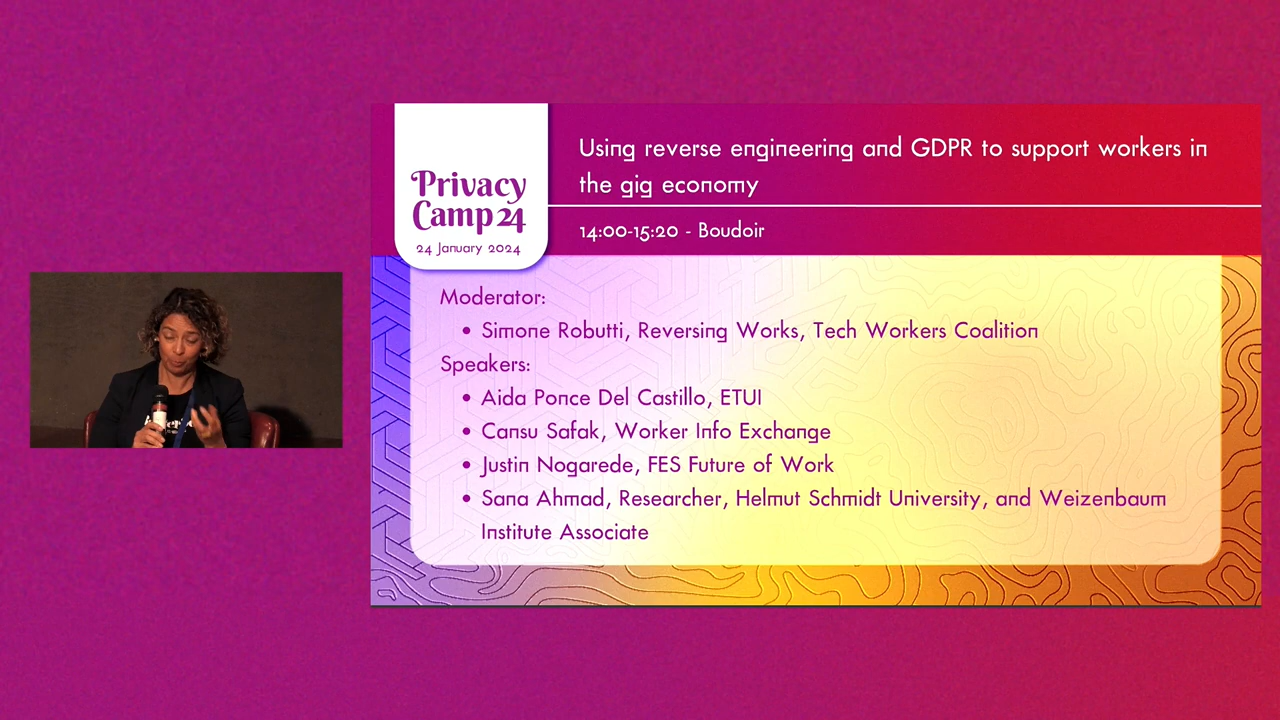 Privacy
Camp 24
24 January 2024
Using reverse engineering and GDPR to support workers in
the gig economy
14:00-15:20 - Boudoir
Moderator:
• Simone Robutti, Reversing Works, Tech Workers Coalition
Speakers:
• Aida Ponce Del Castillo, ETUI
• Cansu Safak, Worker Info Exchange
• Justin Nogarede, FES Future of Work
• Sana Ahmad, Researcher, Helmut Schmidt University, and Weizenbaum
Institute Associate